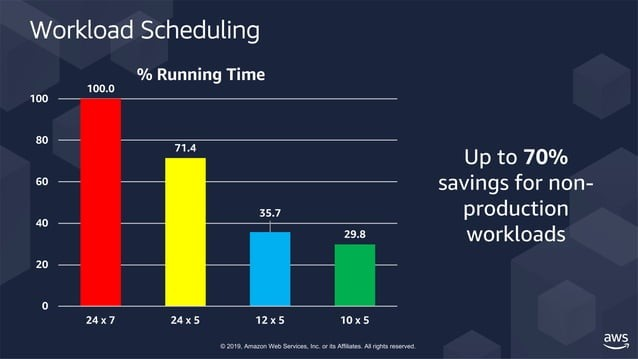 Workload Scheduling
% Running Time
100.0
100
80
71.4
60
40
35.7
29.8
20
0
24 x 7
24 x 5
12 x 5
10 x 5
Up to 70%
savings for non-
production
workloads
aws
© 2019, Amazon Web Services, Inc. or its Affiliates. All rights reserved.